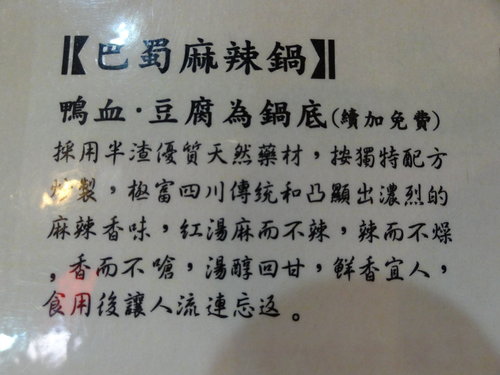 【巴蜀麻辣鍋】
鴨血·豆腐為鍋底(續加免費)
採用半渣優質天然藥材，按獨特配方
炒製，極富四川傳統和凸顯出濃烈的
麻辣香味，紅湯麻而不辣，辣而不燥
，香而不嗆，湯醇回甘，鮮香宜人，
食用後讓人流連忘返。